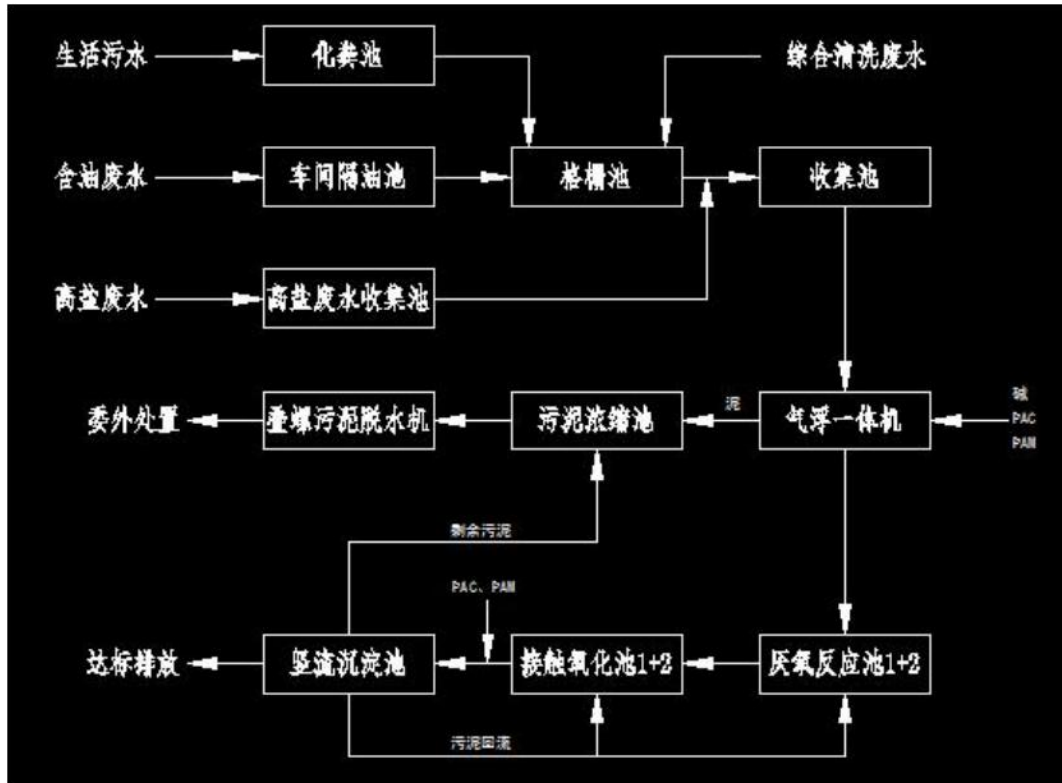 生活污水
化粪池
综合清洗废水
含油废水
车间隔油池
格栅池
收集池
高盐废水
高盐废水收集池
委外处置
叠螺污泥脱水机
污泥浓缩池
泥
气浮一体机
碱
PAC
PAM
剩余污泥
PAC、PAM
达标排放
竖流沉淀池
接触氧化池1+2
厌氧反应池1+2
污泥回流